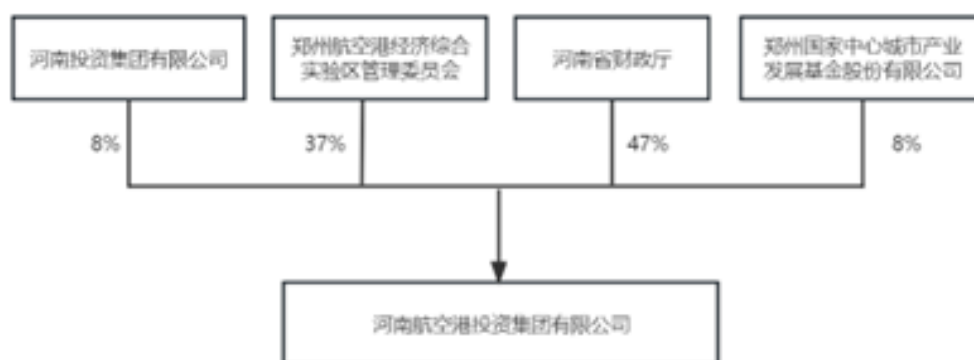 河南投资集团有限公司
郑州航空港经济综合
实验区管理委员会
河南省财政厅
郑州国家中心城市产业
发展基金股份有限公司
8%
37%
47%
8%
河南航空港投资集团有限公司